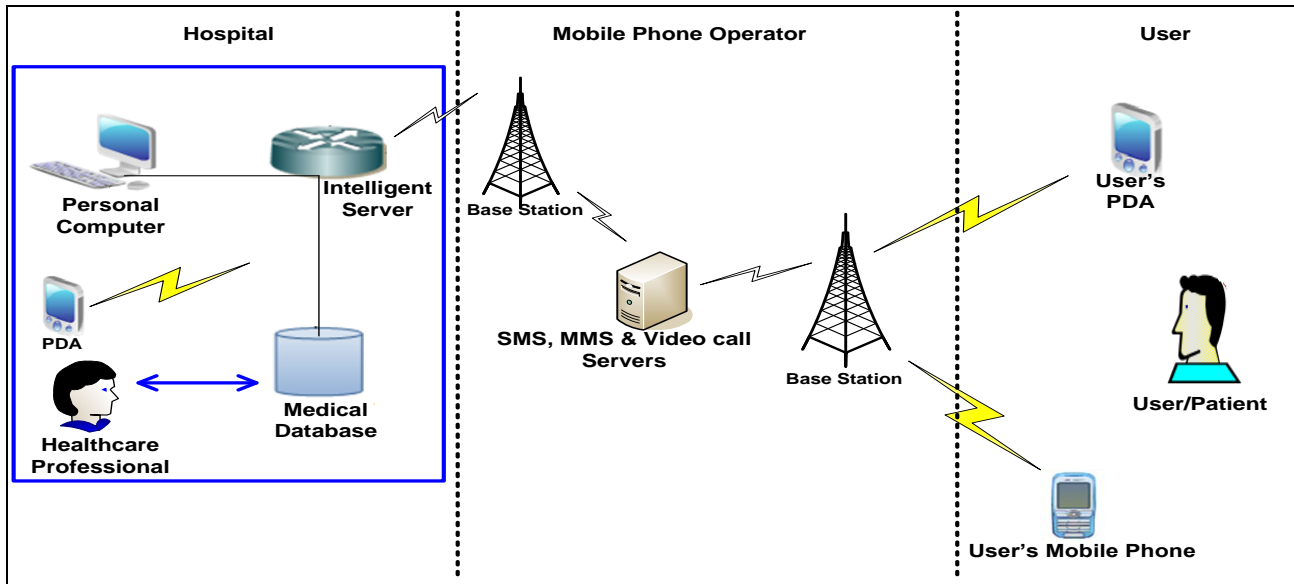 Hospital
Mobile Phone Operator
User
Personal
Computer
Intelligent
Server
PDA
Healthcare
Professional
Medical
Database
Base Station
SMS, MMS & Video call
Servers
Base Station
User's
PDA
User/Patient
User's Mobile Phone